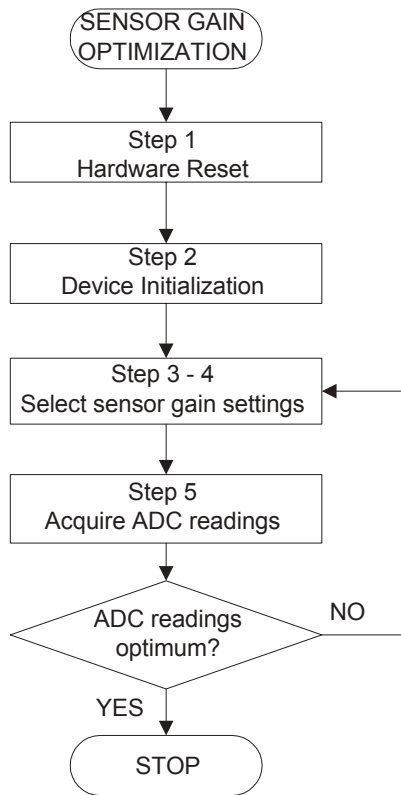 SENSOR GAIN
OPTIMIZATION
Step 1
Hardware Reset
Step 2
Device Initialization
Step 3 - 4
Select sensor gain settings
Step 5
Acquire ADC readings
ADC readings
optimum?
NO
YES
STOP